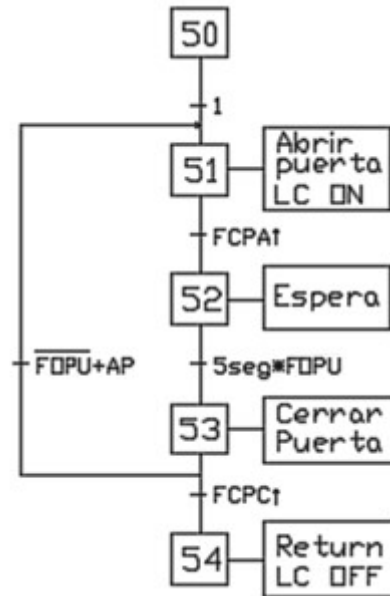 50
1
51
Abrir
puerta
LC ON
FCPA↑
52
Espera
F̅O̅P̅U̅+AP
5seg*FOPU
53
Cerrar
Puerta
FCPC↑
54
Return
LC OFF